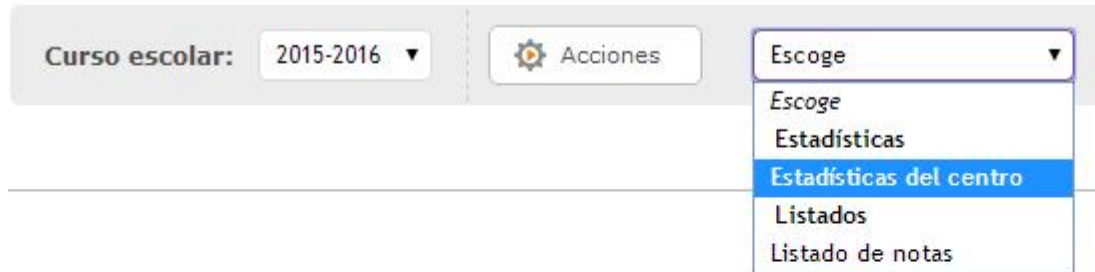 Curso escolar: 2015-2016 Acciones Escoge
Escoge
Estadísticas
Estadísticas del centro
Listados
Listado de notas